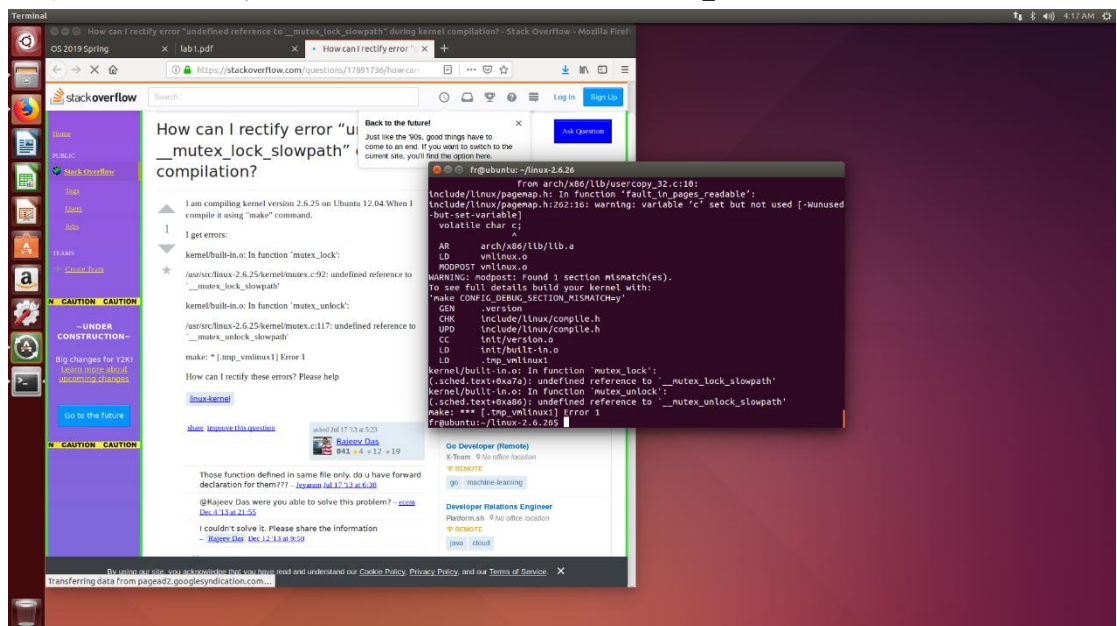 Terminal
4:17 AM
How can I rectify error "undefined reference to __mutex_lock_slowpath" during kernel compilation? - Stack Overflow - Mozilla Firef
OS 2019 Spring
lab1.pdf
How can I rectify error "
https://stackoverflow.com/questions/17691736/how-can-
stackoverflow
Search…
Log In
Sign Up
Home
PUBLIC
Stack Overflow
Tags
Users
Jobs
TEAMS
+ Create Team
CAUTION CAUTION
~UNDER
CONSTRUCTION~
Big changes for Y2K!
Learn more about
upcoming changes
Go to the future
CAUTION CAUTION
How can I rectify error "u
__mutex_lock_slowpath"
compilation?
Back to the future!
Just like the '90s, good things have to
come to an end. If you want to switch to the
current site, you'll find the option here.
Ask Question
1
I am compiling kernel version 2.6.25 on Ubuntu 12.04.When I
compile it using "make" command.
I get errors:
kernel/built-in.o: In function `mutex_lock':
/usr/src/linux-2.6.25/kernel/mutex.c:92: undefined reference to
`__mutex_lock_slowpath'
kernel/built-in.o: In function `mutex_unlock':
/usr/src/linux-2.6.25/kernel/mutex.c:117: undefined reference to
`__mutex_unlock_slowpath'
make: * [.tmp_vmlinux1] Error 1
How can I rectify these errors? Please help
linux-kernel
share improve this question
asked Jul 17 '13 at 5:23
Rajeev Das
841 4 12 19
Those function defined in same file only. do u have forward
declaration for them??? – Jeyaram Jul 17 '13 at 6:38
@Rajeev Das were you able to solve this problem? – ecem
Dec 4 '13 at 21:55
I couldn't solve it. Please share the information
– Rajeev Das Dec 12 '13 at 9:50
Go Developer (Remote)
X-Team No office location
REMOTE
go machine-learning
Developer Relations Engineer
Platform.sh No office location
REMOTE
java cloud
By using our site, you acknowledge that you have read and understand our Cookie Policy, Privacy Policy, and our Terms of Service.
Transferring data from pagead2.googlesyndication.com…
fr@ubuntu: ~/linux-2.6.26
from arch/x86/lib/usercopy_32.c:10:
include/linux/pagemap.h: In function 'fault_in_pages_readable':
include/linux/pagemap.h:262:16: warning: variable 'c' set but not used [-Wunused
-but-set-variable]
volatile char c;
^
AR arch/x86/lib/lib.a
LD vmlinux.o
MODPOST vmlinux.o
WARNING: modpost: Found 1 section mismatch(es).
To see full details build your kernel with:
'make CONFIG_DEBUG_SECTION_MISMATCH=y'
GEN .version
CHK include/linux/compile.h
UPD include/linux/compile.h
CC init/version.o
LD init/built-in.o
LD .tmp_vmlinux1
kernel/built-in.o: In function `mutex_lock':
(.sched.text+0xa7a): undefined reference to `__mutex_lock_slowpath'
kernel/built-in.o: In function `mutex_unlock':
(.sched.text+0xa86): undefined reference to `__mutex_unlock_slowpath'
make: *** [.tmp_vmlinux1] Error 1
fr@ubuntu:~/linux-2.6.26$